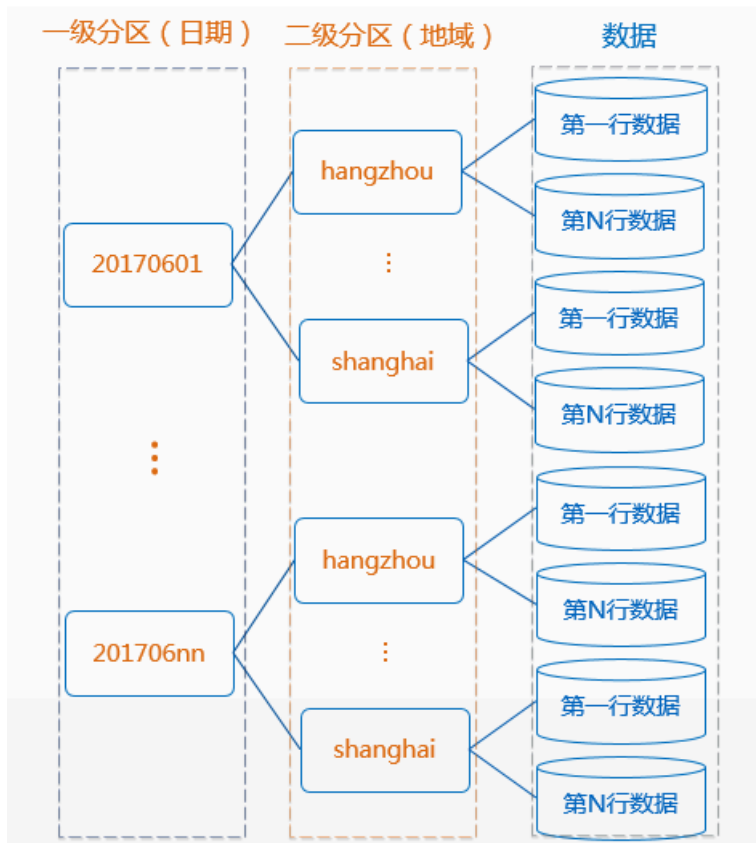 一级分区（日期）
二级分区（地域）
数据
20170601
hangzhou
第一行数据
第N行数据
⋮
shanghai
第一行数据
第N行数据
⋮
201706nn
hangzhou
第一行数据
第N行数据
⋮
shanghai
第一行数据
第N行数据